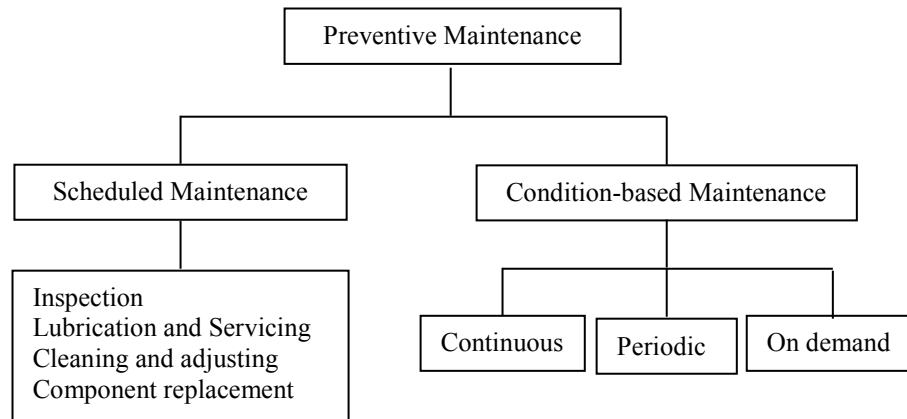 Preventive Maintenance
Scheduled Maintenance
Condition-based Maintenance
Inspection
Lubrication and Servicing
Cleaning and adjusting
Component replacement
Continuous
Periodic
On demand